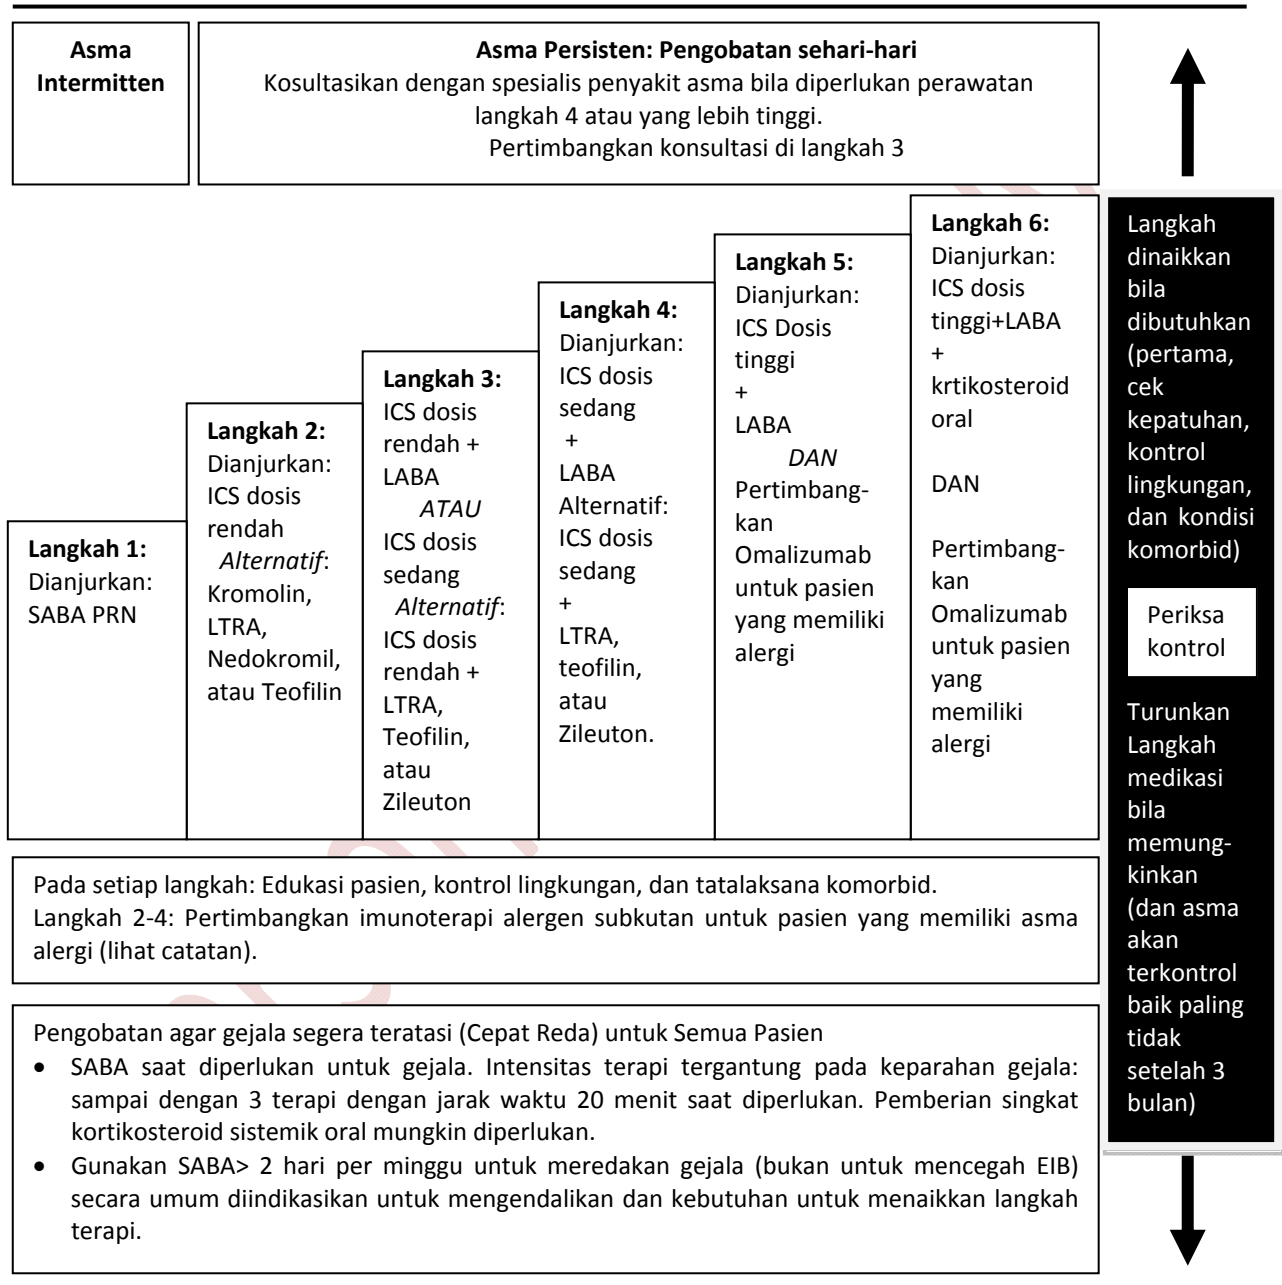 Asma
Intermitten
Asma Persisten: Pengobatan sehari-hari
Kosultasikan dengan spesialis penyakit asma bila diperlukan perawatan
langkah 4 atau yang lebih tinggi.
Pertimbangkan konsultasi di langkah 3
Langkah 1:
Dianjurkan:
SABA PRN
Langkah 2:
Dianjurkan:
ICS dosis
rendah
Alternatif:
Kromolin,
LTRA,
Nedokromil,
atau Teofilin
Langkah 3:
ICS dosis
rendah +
LABA
ATAU
ICS dosis
sedang
Alternatif:
ICS dosis
rendah +
LTRA,
Teofilin,
atau
Zileuton
Langkah 4:
Dianjurkan:
ICS dosis
sedang
+
LABA
Alternatif:
ICS dosis
sedang
+
LTRA,
teofilin,
atau
Zileuton.
Langkah 5:
Dianjurkan:
ICS Dosis
tinggi
+
LABA
DAN
Pertimbang-
kan
Omalizumab
untuk pasien
yang memiliki
alergi
Langkah 6:
Dianjurkan:
ICS dosis
tinggi+LABA
+
krtikosteroid
oral
DAN
Pertimbang-
kan
Omalizumab
untuk pasien
yang
memiliki
alergi
Langkah
dinaikkan
bila
dibutuhkan
(pertama,
cek
kepatuhan,
kontrol
lingkungan,
dan kondisi
komorbid)
Periksa
kontrol
Turunkan
Langkah
medikasi
bila
memung-
kinkan
(dan asma
akan
terkontrol
baik paling
tidak
setelah 3
bulan)
Pada setiap langkah: Edukasi pasien, kontrol lingkungan, dan tatalaksana komorbid.
Langkah 2-4: Pertimbangkan imunoterapi alergen subkutan untuk pasien yang memiliki asma
alergi (lihat catatan).
Pengobatan agar gejala segera teratasi (Cepat Reda) untuk Semua Pasien
• SABA saat diperlukan untuk gejala. Intensitas terapi tergantung pada keparahan gejala:
sampai dengan 3 terapi dengan jarak waktu 20 menit saat diperlukan. Pemberian singkat
kortikosteroid sistemik oral mungkin diperlukan.
• Gunakan SABA> 2 hari per minggu untuk meredakan gejala (bukan untuk mencegah EIB)
secara umum diindikasikan untuk mengendalikan dan kebutuhan untuk menaikkan langkah
terapi.